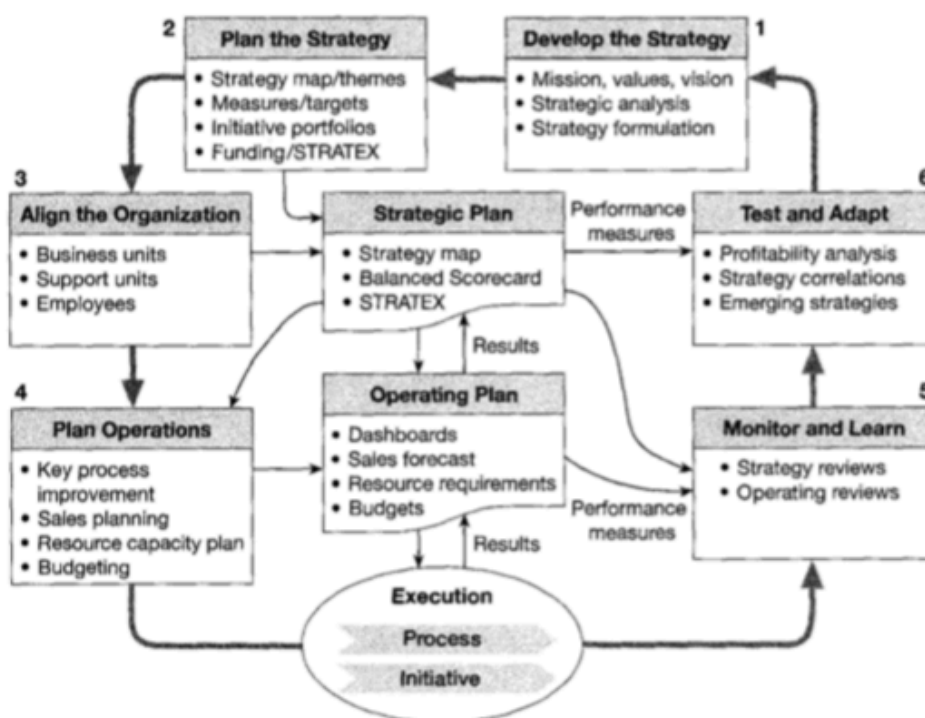 2
Plan the Strategy
• Strategy map/themes
• Measures/targets
• Initiative portfolios
• Funding/STRATEX
1
Develop the Strategy
• Mission, values, vision
• Strategic analysis
• Strategy formulation
3
Align the Organization
• Business units
• Support units
• Employees
Strategic Plan
• Strategy map
• Balanced Scorecard
• STRATEX
Performance
measures
6
Test and Adapt
• Profitability analysis
• Strategy correlations
• Emerging strategies
Results
4
Plan Operations
• Key process
improvement
• Sales planning
• Resource capacity plan
• Budgeting
Operating Plan
• Dashboards
• Sales forecast
• Resource requirements
• Budgets
Performance
measures
5
Monitor and Learn
• Strategy reviews
• Operating reviews
Results
Execution
Process
Initiative